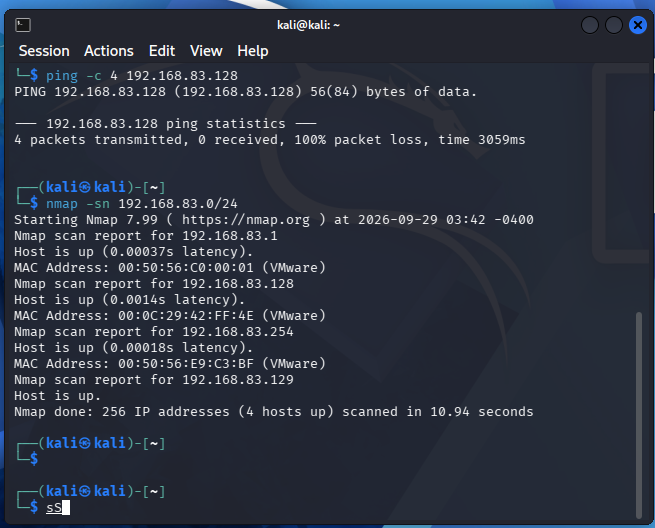 kali@kali: ~
Session Actions Edit View Help
└─$ ping -c 4 192.168.83.128
PING 192.168.83.128 (192.168.83.128) 56(84) bytes of data.
─── 192.168.83.128 ping statistics ───
4 packets transmitted, 0 received, 100% packet loss, time 3059ms
┌──(kali㉿kali)-[~]
└─$ nmap -sn 192.168.83.0/24
Starting Nmap 7.99 ( https://nmap.org ) at 2026-09-29 03:42 -0400
Nmap scan report for 192.168.83.1
Host is up (0.00037s latency).
MAC Address: 00:50:56:C0:00:01 (VMware)
Nmap scan report for 192.168.83.128
Host is up (0.0014s latency).
MAC Address: 00:0C:29:42:FF:4E (VMware)
Nmap scan report for 192.168.83.254
Host is up (0.00018s latency).
MAC Address: 00:50:56:E9:C3:BF (VMware)
Nmap scan report for 192.168.83.129
Host is up.
Nmap done: 256 IP addresses (4 hosts up) scanned in 10.94 seconds
┌──(kali㉿kali)-[~]
└─$
┌──(kali㉿kali)-[~]
└─$ sS